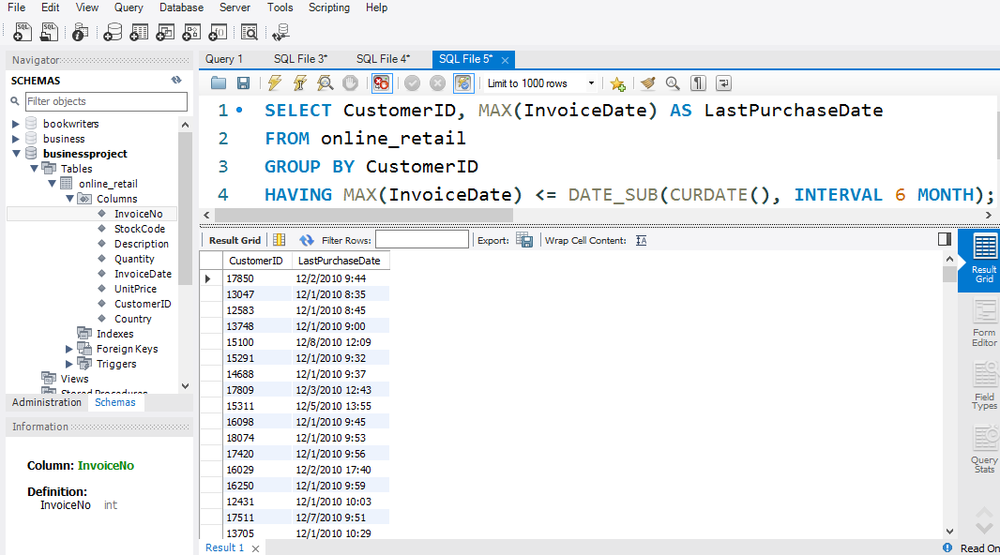 File Edit View Query Database Server Tools Scripting Help
Navigator
SCHEMAS
Filter objects
bookwriters
business
businessproject
Tables
online_retail
Columns
InvoiceNo
StockCode
Description
Quantity
InvoiceDate
UnitPrice
CustomerID
Country
Indexes
Foreign Keys
Triggers
Views
Stored Procedures
Administration Schemas
Information
Column: InvoiceNo
Definition:
InvoiceNo int
Query 1 SQL File 3* SQL File 4* SQL File 5*
Limit to 1000 rows
1 SELECT CustomerID, MAX(InvoiceDate) AS LastPurchaseDate
2 FROM online_retail
3 GROUP BY CustomerID
4 HAVING MAX(InvoiceDate) <= DATE_SUB(CURDATE(), INTERVAL 6 MONTH);
Result Grid Filter Rows: Export: Wrap Cell Content:
CustomerID LastPurchaseDate
17850 12/2/2010 9:44
13047 12/1/2010 8:35
12583 12/1/2010 8:45
13748 12/1/2010 9:00
15100 12/8/2010 12:09
15291 12/1/2010 9:32
14688 12/1/2010 9:37
17809 12/3/2010 12:43
15311 12/5/2010 13:55
16098 12/1/2010 9:45
18074 12/1/2010 9:53
17420 12/1/2010 9:56
16029 12/2/2010 17:40
16250 12/1/2010 9:59
12431 12/1/2010 10:03
17511 12/7/2010 9:51
13705 12/1/2010 10:29
Result 1
Result
Grid
Form
Editor
Field
Types
Query
Stats
Read On